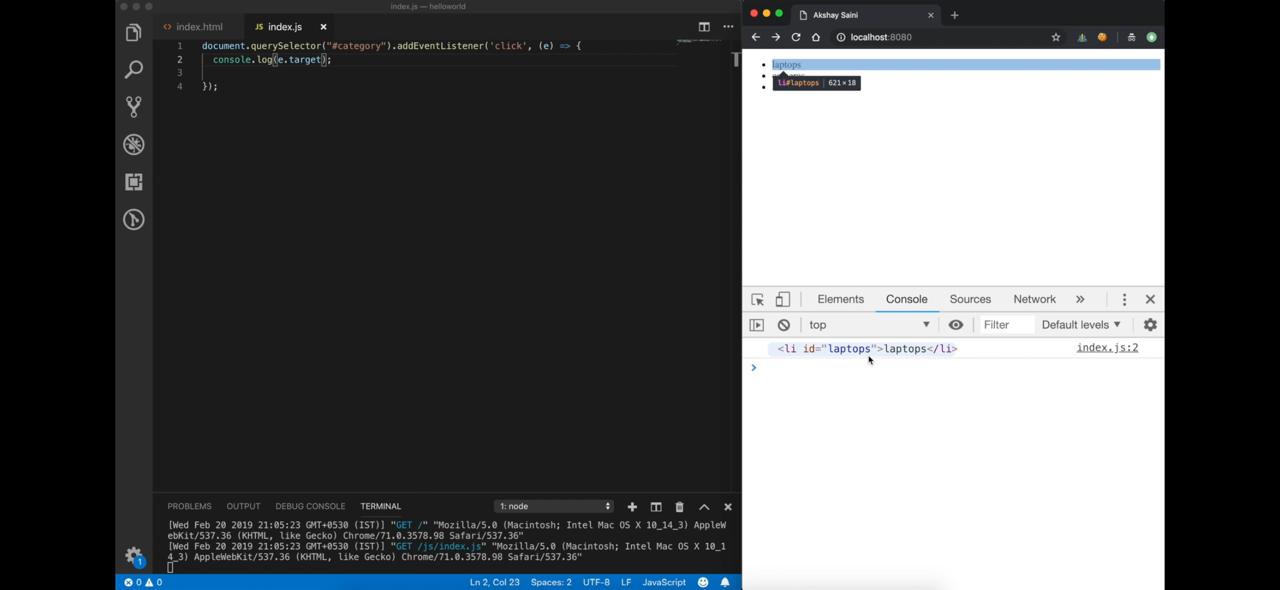 index.js — helloworld
<> index.html
JS index.js ×
1 document.querySelector("#category").addEventListener('click', (e) => {
2 console.log(e.target);
3
4 });
PROBLEMS OUTPUT DEBUG CONSOLE TERMINAL 1: node
[Wed Feb 20 2019 21:05:23 GMT+0530 (IST)] "GET /" "Mozilla/5.0 (Macintosh; Intel Mac OS X 10_14_3) AppleW
ebKit/537.36 (KHTML, like Gecko) Chrome/71.0.3578.98 Safari/537.36"
[Wed Feb 20 2019 21:05:23 GMT+0530 (IST)] "GET /js/index.js" "Mozilla/5.0 (Macintosh; Intel Mac OS X 10_1
4_3) AppleWebKit/537.36 (KHTML, like Gecko) Chrome/71.0.3578.98 Safari/537.36"
1
0 0 Ln 2, Col 23 Spaces: 2 UTF-8 LF JavaScript
Akshay Saini
localhost:8080
laptops
li#laptops | 621 × 18
Elements Console Sources Network »
top Filter Default levels
<li id="laptops">laptops</li> index.js:2
>